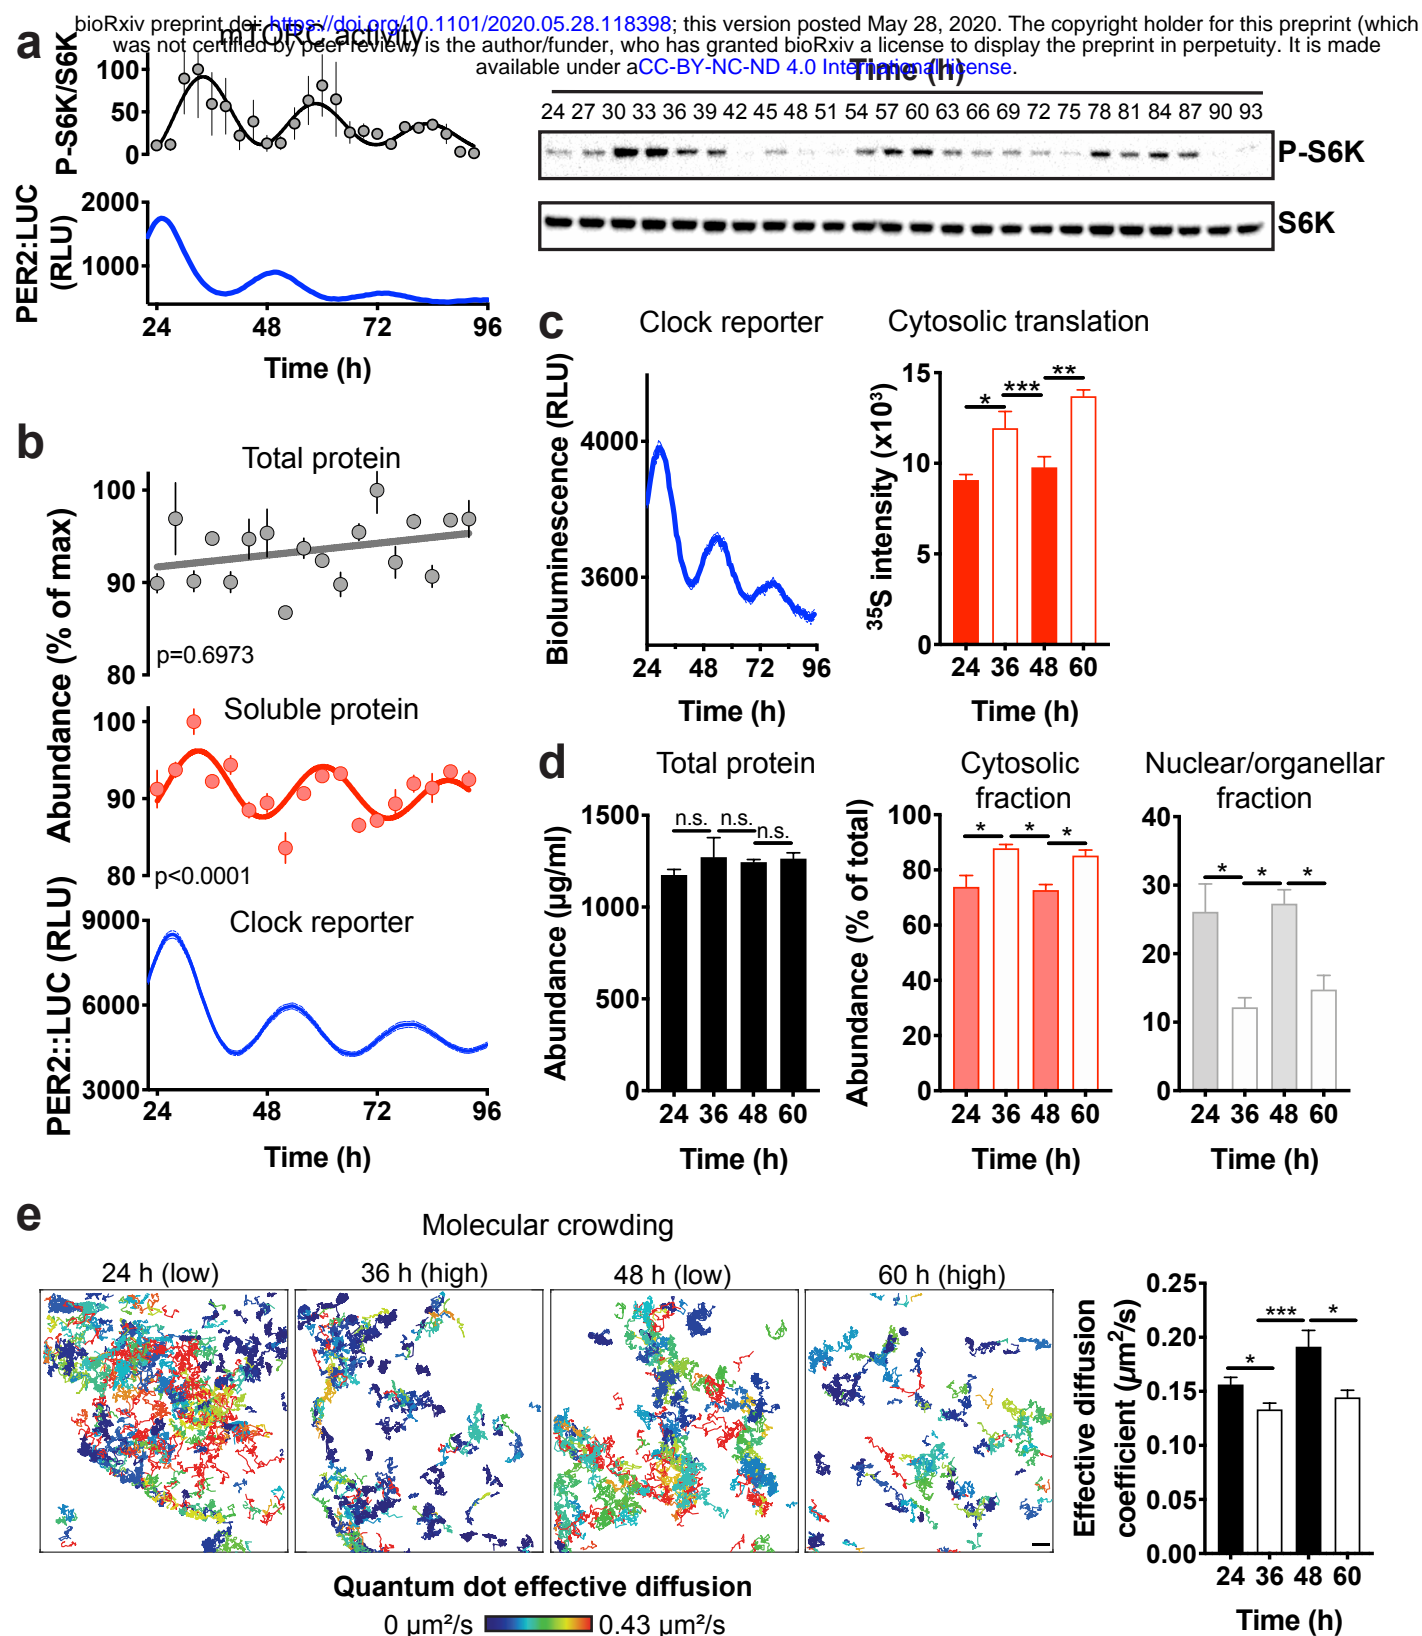 bioRxiv preprint doi: https://doi.org/10.1101/2020.05.28.118398; this version posted May 28, 2020. The copyright holder for this preprint (which
was not certified by peer review) is the author/funder, who has granted bioRxiv a license to display the preprint in perpetuity. It is made
available under aCC-BY-NC-ND 4.0 International license.
a
mTORC activity
P-S6K/S6K
100
50
0
PER2:LUC
(RLU)
2000
1000
24 48 72 96
Time (h)
Time (h)
24 27 30 33 36 39 42 45 48 51 54 57 60 63 66 69 72 75 78 81 84 87 90 93
P-S6K
S6K
b
Total protein
Abundance (% of max)
100
90
80
p=0.6973
Soluble protein
100
90
80
p<0.0001
Clock reporter
PER2::LUC (RLU)
9000
6000
3000
24 48 72 96
Time (h)
c
Clock reporter
Bioluminescence (RLU)
4000
3600
24 48 72 96
Time (h)
Cytosolic translation
³⁵S intensity (x10³)
15
10
5
0
* *** **
24 36 48 60
Time (h)
d
Total protein
Abundance (µg/ml)
1500
1000
500
0
n.s. n.s. n.s.
24 36 48 60
Time (h)
Cytosolic
fraction
Abundance (% of total)
100
80
60
40
20
0
* * *
24 36 48 60
Time (h)
Nuclear/organellar
fraction
40
30
20
10
0
* * *
24 36 48 60
Time (h)
e
Molecular crowding
24 h (low) 36 h (high) 48 h (low) 60 h (high)
Quantum dot effective diffusion
0 µm²/s 0.43 µm²/s
Effective diffusion
coefficient (µm²/s)
0.25
0.20
0.15
0.10
0.05
0.00
* *** *
24 36 48 60
Time (h)